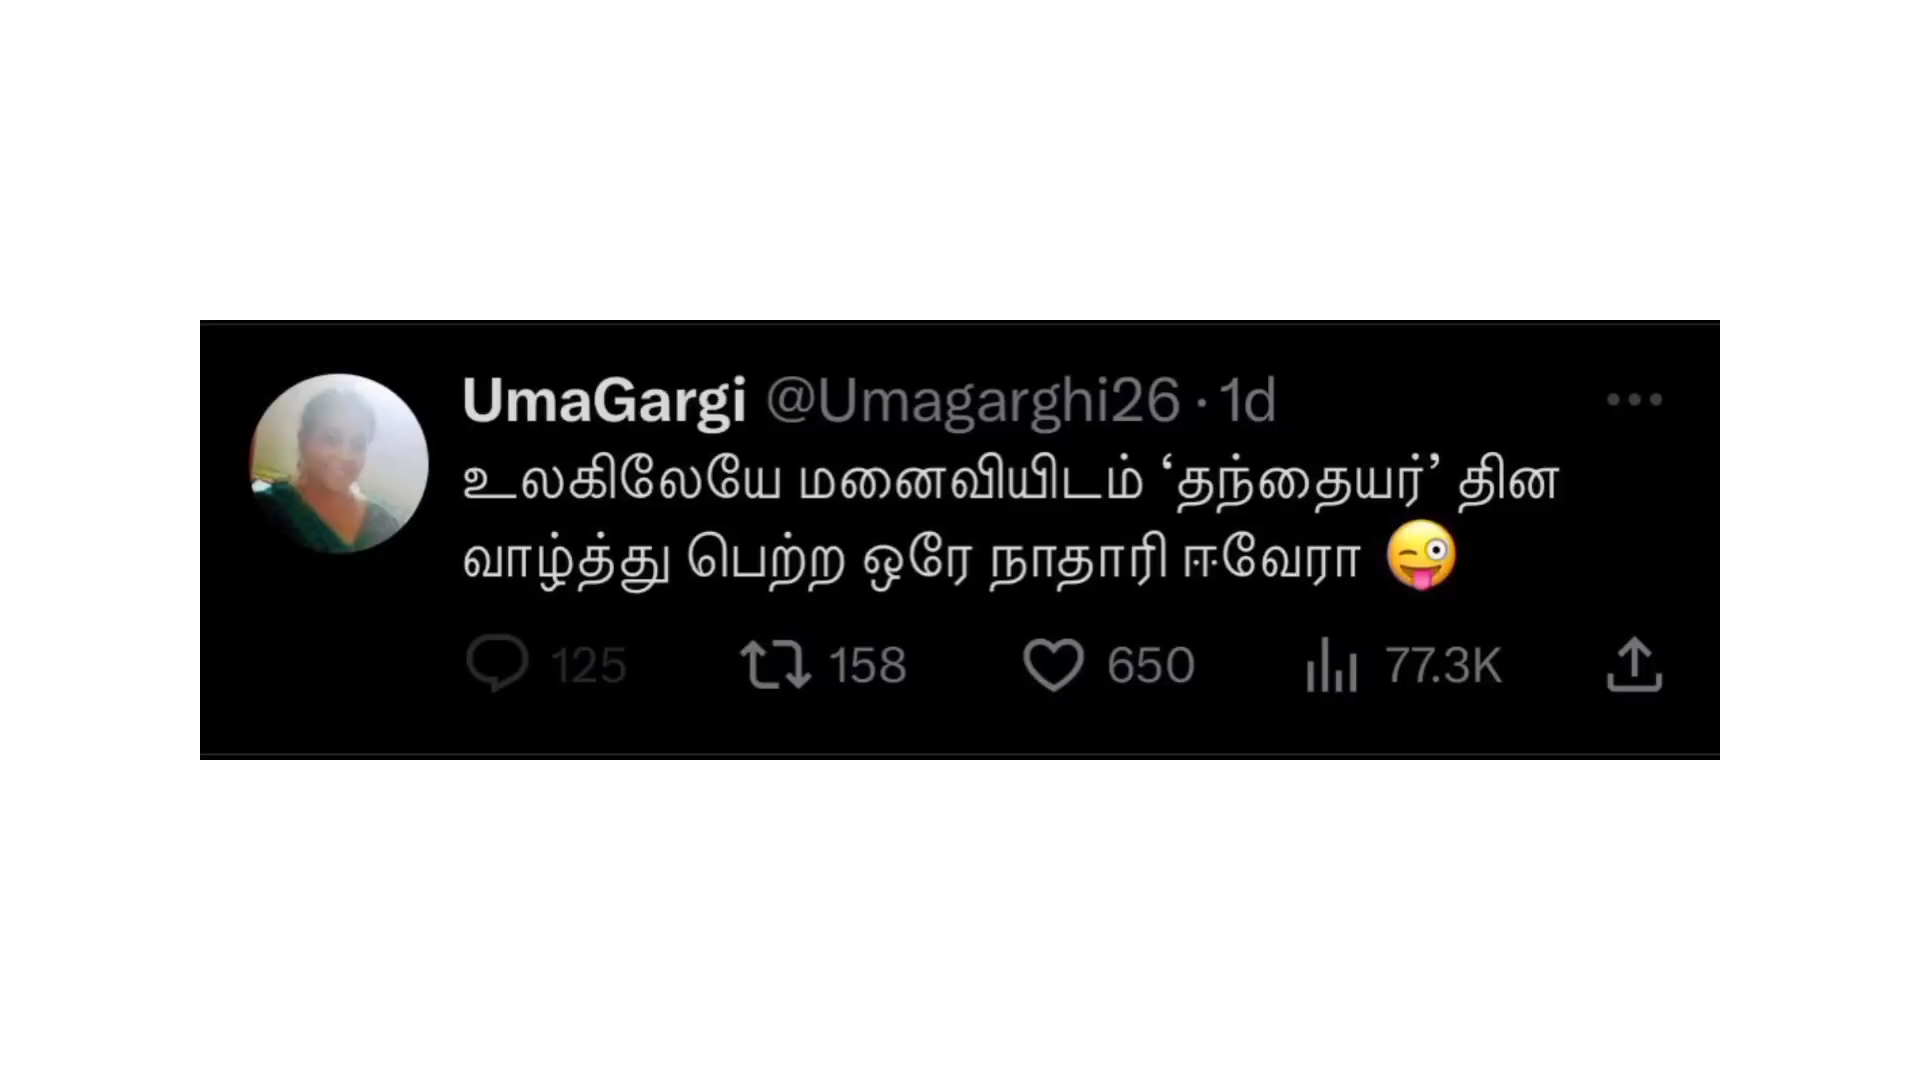 UmaGargi @Umagarghi26 · 1d
உலகிலேயே மனைவியிடம் ‘தந்தையர்’ தின
வாழ்த்து பெற்ற ஒரே நாதாரி ஈவேரா 😜
125 158 650 77.3K